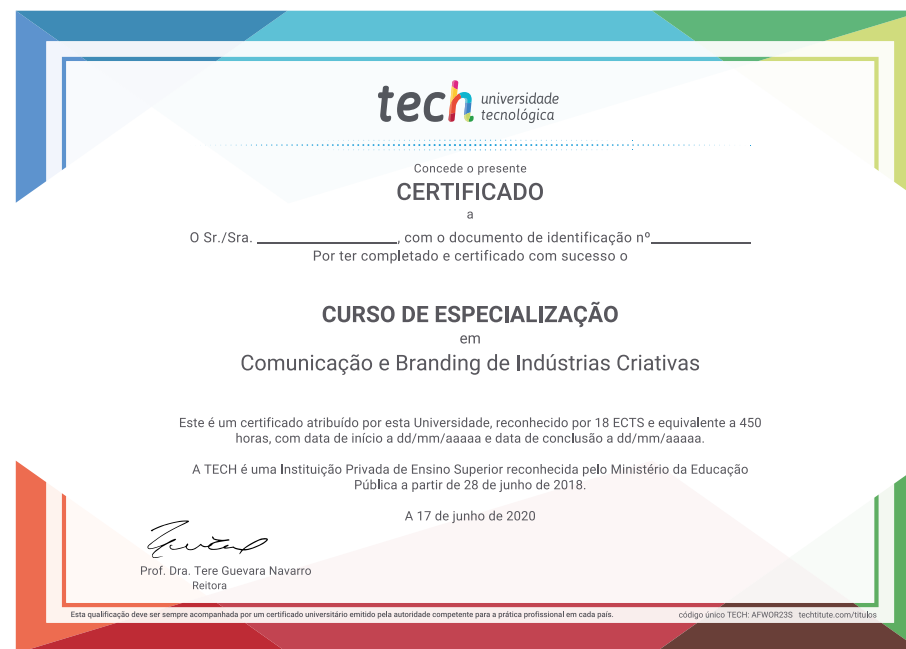 tech universidade
tecnológica
Concede o presente
CERTIFICADO
a
O Sr./Sra. ____________, com o documento de identificação nº__________
Por ter completado e certificado com sucesso o
CURSO DE ESPECIALIZAÇÃO
em
Comunicação e Branding de Indústrias Criativas
Este é um certificado atribuído por esta Universidade, reconhecido por 18 ECTS e equivalente a 450
horas, com data de início a dd/mm/aaaaa e data de conclusão a dd/mm/aaaaa.
A TECH é uma Instituição Privada de Ensino Superior reconhecida pelo Ministério da Educação
Pública a partir de 28 de junho de 2018.
A 17 de junho de 2020
Prof. Dra. Tere Guevara Navarro
Reitora
Esta qualificação deve ser sempre acompanhada por um certificado universitário emitido pela autoridade competente para a prática profissional em cada país.
código único TECH: AFWOR23S techtitute.com/titulos